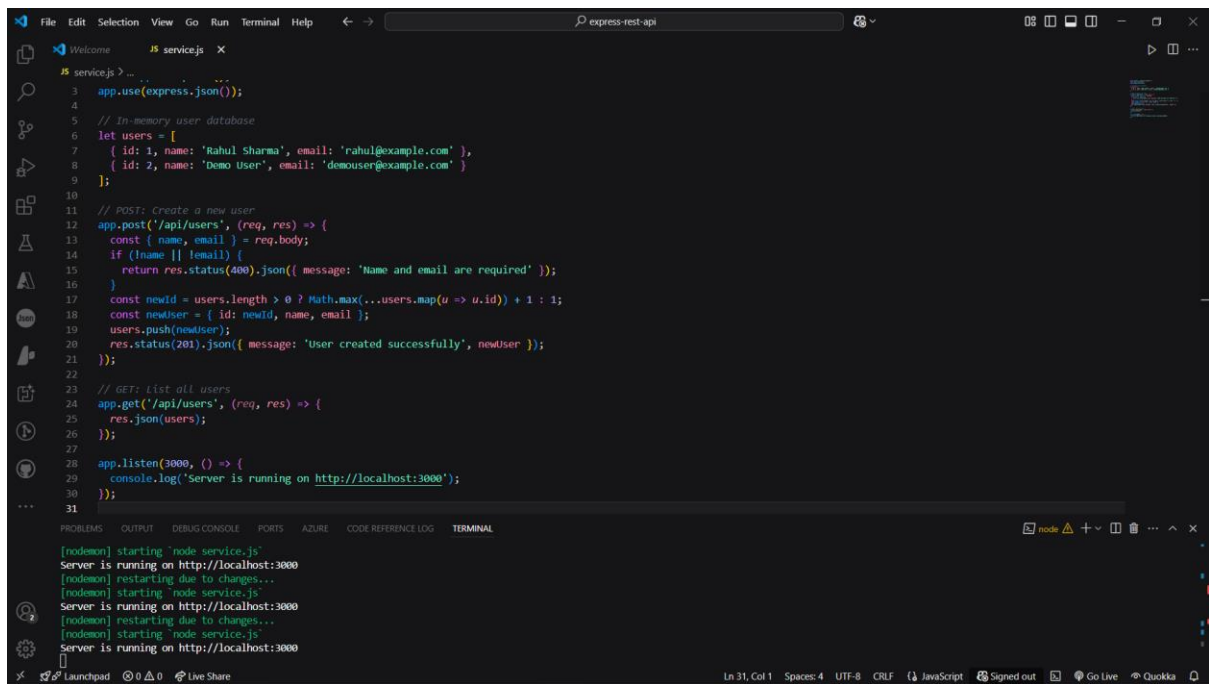 File Edit Selection View Go Run Terminal Help ← → express-rest-api
Welcome JS service.js ×
JS service.js > ...
3 app.use(express.json());
4
5 // In-memory user database
6 let users = [
7 { id: 1, name: 'Rahul Sharma', email: 'rahul@example.com' },
8 { id: 2, name: 'Demo User', email: 'demouser@example.com' }
9 ];
10
11 // POST: Create a new user
12 app.post('/api/users', (req, res) => {
13 const { name, email } = req.body;
14 if (!name || !email) {
15 return res.status(400).json({ message: 'Name and email are required' });
16 }
17 const newId = users.length > 0 ? Math.max(...users.map(u => u.id)) + 1 : 1;
18 const newUser = { id: newId, name, email };
19 users.push(newUser);
20 res.status(201).json({ message: 'User created successfully', newUser });
21 });
22
23 // GET: List all users
24 app.get('/api/users', (req, res) => {
25 res.json(users);
26 });
27
28 app.listen(3000, () => {
29 console.log('Server is running on http://localhost:3000');
30 });
31
PROBLEMS OUTPUT DEBUG CONSOLE PORTS AZURE CODE REFERENCE LOG TERMINAL
node
[nodemon] starting `node service.js`
Server is running on http://localhost:3000
[nodemon] restarting due to changes...
[nodemon] starting `node service.js`
Server is running on http://localhost:3000
[nodemon] restarting due to changes...
[nodemon] starting `node service.js`
Server is running on http://localhost:3000
Json
2
Launchpad 0 0 Live Share Ln 31, Col 1 Spaces: 4 UTF-8 CRLF {} JavaScript Signed out Go Live Quokka